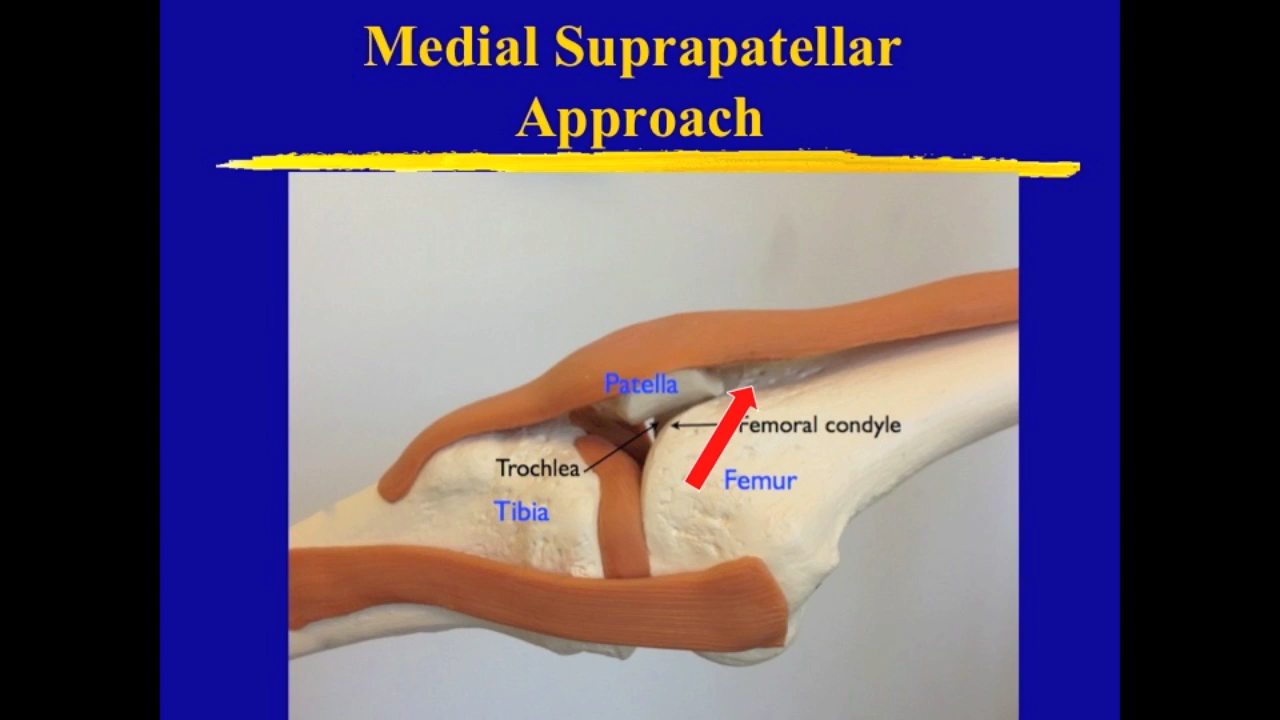 Medial Suprapatellar
Approach
Patella
Femoral condyle
Trochlea
Femur
Tibia